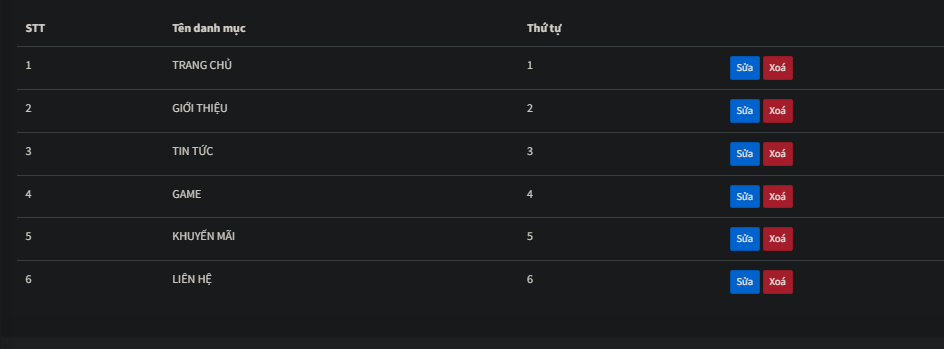 STT Tên danh mục Thứ tự
1 TRANG CHỦ 1 Sửa Xoá
2 GIỚI THIỆU 2 Sửa Xoá
3 TIN TỨC 3 Sửa Xoá
4 GAME 4 Sửa Xoá
5 KHUYẾN MÃI 5 Sửa Xoá
6 LIÊN HỆ 6 Sửa Xoá